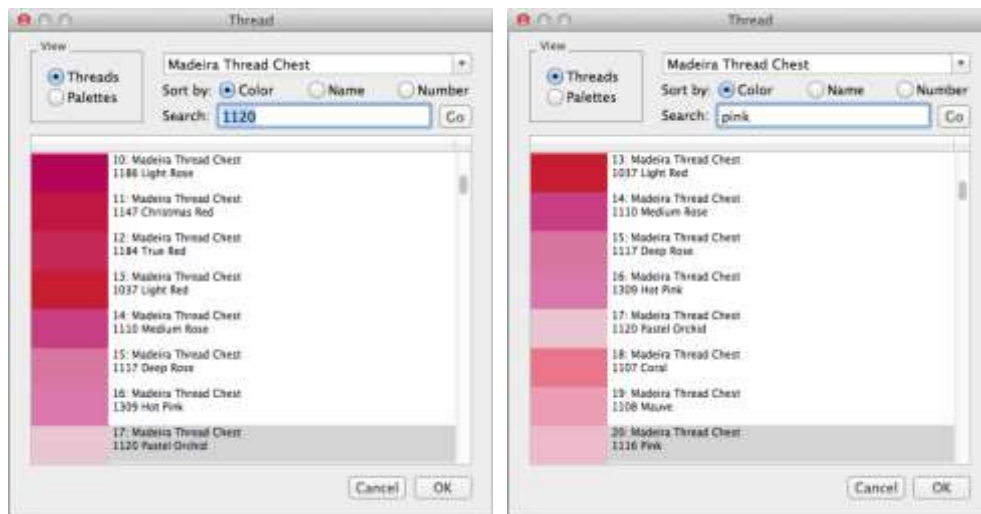 Thread
View
Threads
Palettes
Madeira Thread Chest
Sort by: Color Name Number
Search: 1120 Go
10: Madeira Thread Chest
1186 Light Rose
11: Madeira Thread Chest
1147 Christmas Red
12: Madeira Thread Chest
1184 True Red
13: Madeira Thread Chest
1037 Light Red
14: Madeira Thread Chest
1110 Medium Rose
15: Madeira Thread Chest
1117 Deep Rose
16: Madeira Thread Chest
1309 Hot Pink
17: Madeira Thread Chest
1120 Pastel Orchid
Cancel OK
Thread
View
Threads
Palettes
Madeira Thread Chest
Sort by: Color Name Number
Search: pink Go
13: Madeira Thread Chest
1037 Light Red
14: Madeira Thread Chest
1110 Medium Rose
15: Madeira Thread Chest
1117 Deep Rose
16: Madeira Thread Chest
1309 Hot Pink
17: Madeira Thread Chest
1120 Pastel Orchid
18: Madeira Thread Chest
1107 Coral
19: Madeira Thread Chest
1108 Mauve
20: Madeira Thread Chest
1116 Pink
Cancel OK